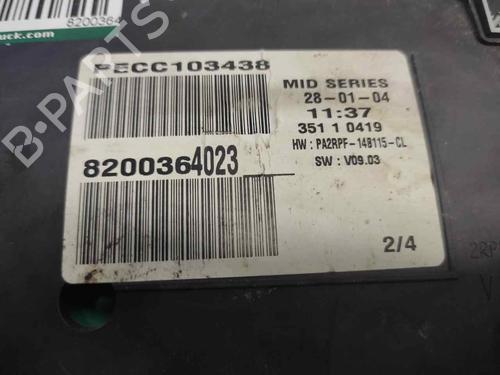 8200364
uck.com
PECC103438
MID SERIES
28-01-04
11:37
351 1 0419
HW : PA2RPF-148115-CL
SW : V09.03
8200364023
2/4
2RP
B-PARTS